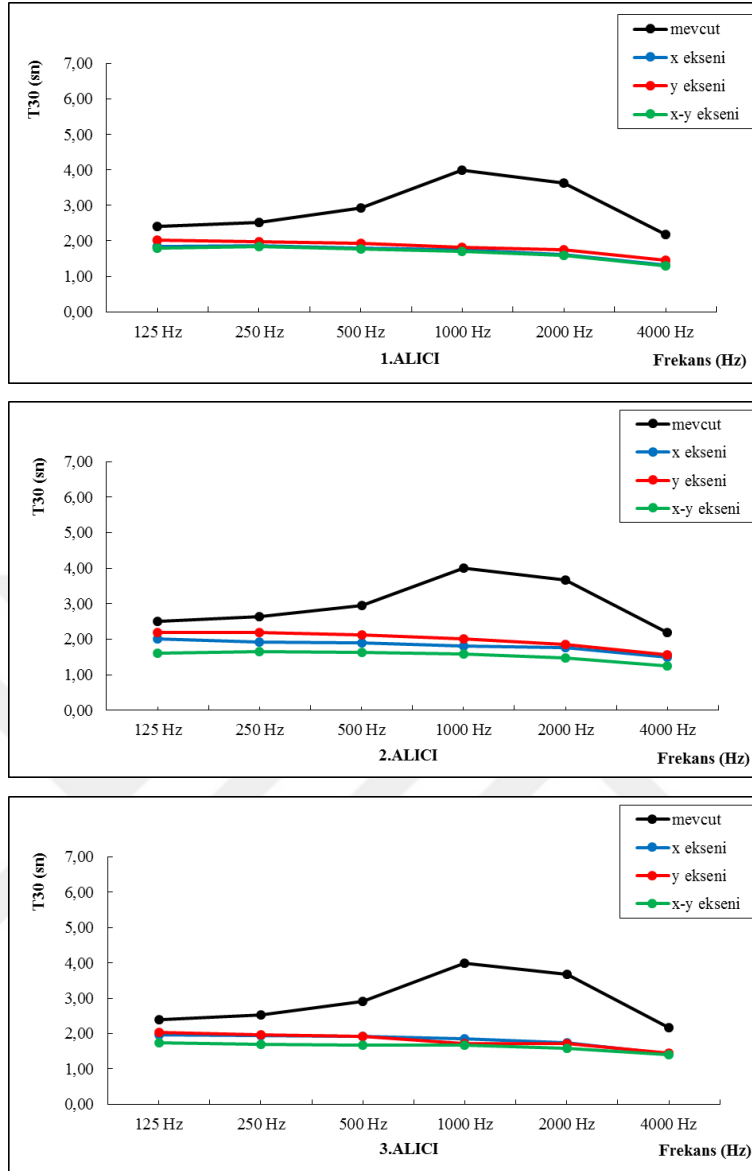 mevcut
x ekseni
y ekseni
x-y ekseni
T30 (sn)
7,00
6,00
5,00
4,00
3,00
2,00
1,00
0,00
125 Hz 250 Hz 500 Hz 1000 Hz 2000 Hz 4000 Hz
1.ALICI Frekans (Hz)
mevcut
x ekseni
y ekseni
x-y ekseni
T30 (sn)
7,00
6,00
5,00
4,00
3,00
2,00
1,00
0,00
125 Hz 250 Hz 500 Hz 1000 Hz 2000 Hz 4000 Hz
2.ALICI Frekans (Hz)
mevcut
x ekseni
y ekseni
x-y ekseni
T30 (sn)
7,00
6,00
5,00
4,00
3,00
2,00
1,00
0,00
125 Hz 250 Hz 500 Hz 1000 Hz 2000 Hz 4000 Hz
3.ALICI Frekans (Hz)